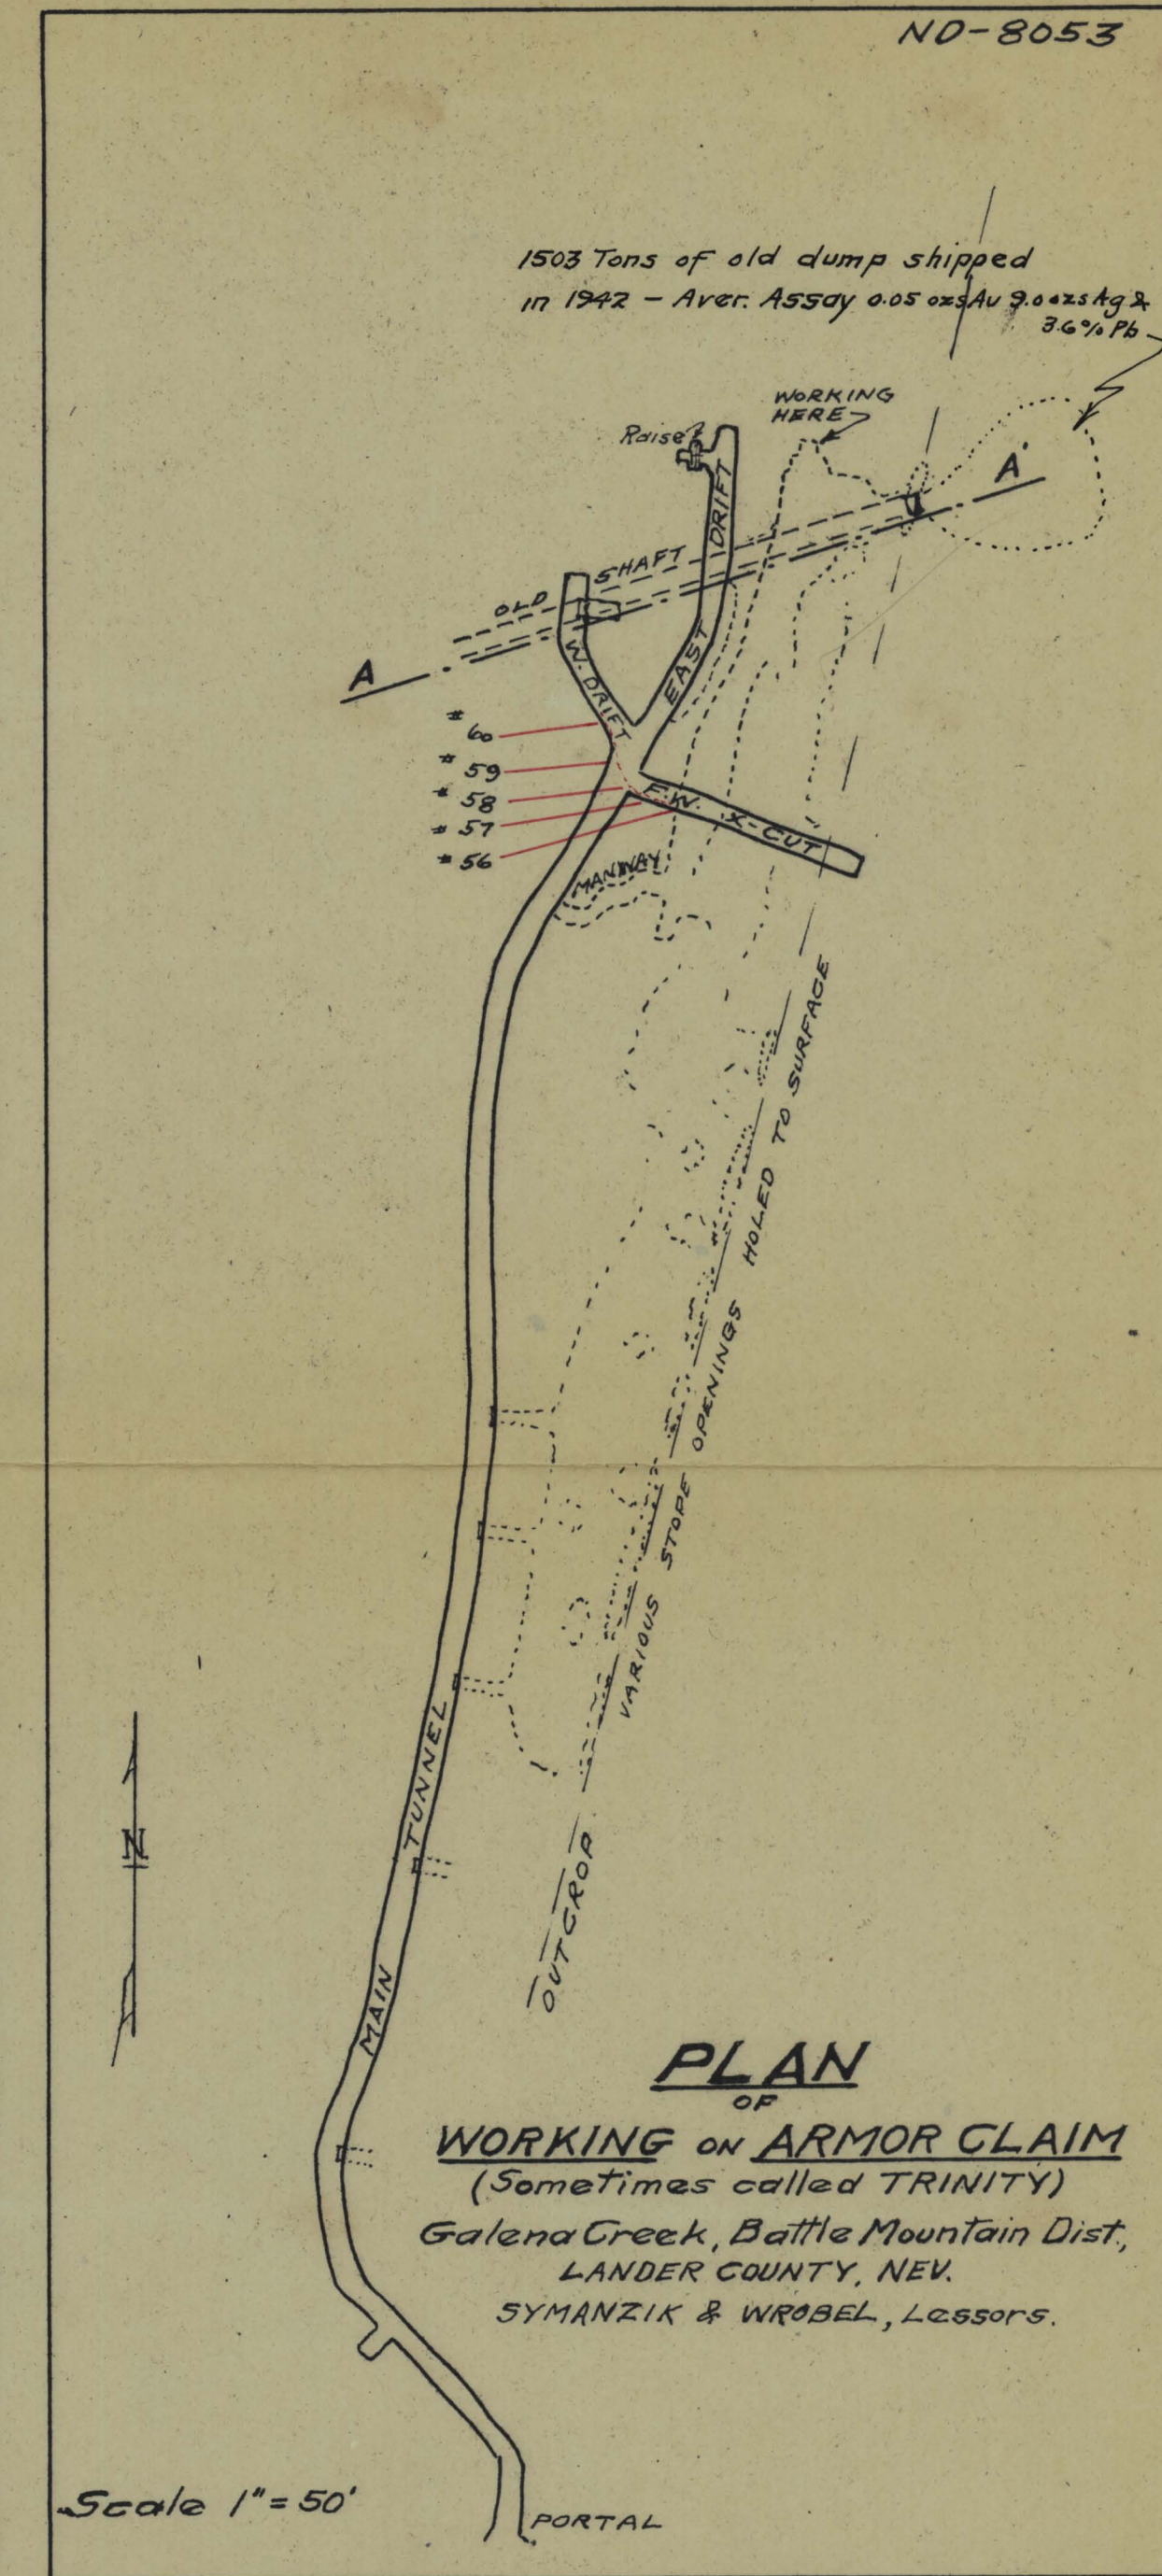 ND-8053
1503 Tons of old dump shipped
in 1942 - Aver. Assay 0.05 ozs Au 9.0 ozs Ag &
3.6% Pb
WORKING
HERE
Raise
A'
OLD SHAFT
EAST DRIFT
W. DRIFT
A
# 60
# 59
# 58
# 57
# 56
F.W. X-CUT
MANWAY
VARIOUS STOPE OPENINGS HOLED TO SURFACE
OUTCROP
MAIN TUNNEL
N
PLAN
OF
WORKING ON ARMOR CLAIM
(Sometimes called TRINITY)
Galena Creek, Battle Mountain Dist.,
LANDER COUNTY, NEV.
SYMANZIK & WROBEL, Lessors.
Scale 1" = 50'
PORTAL